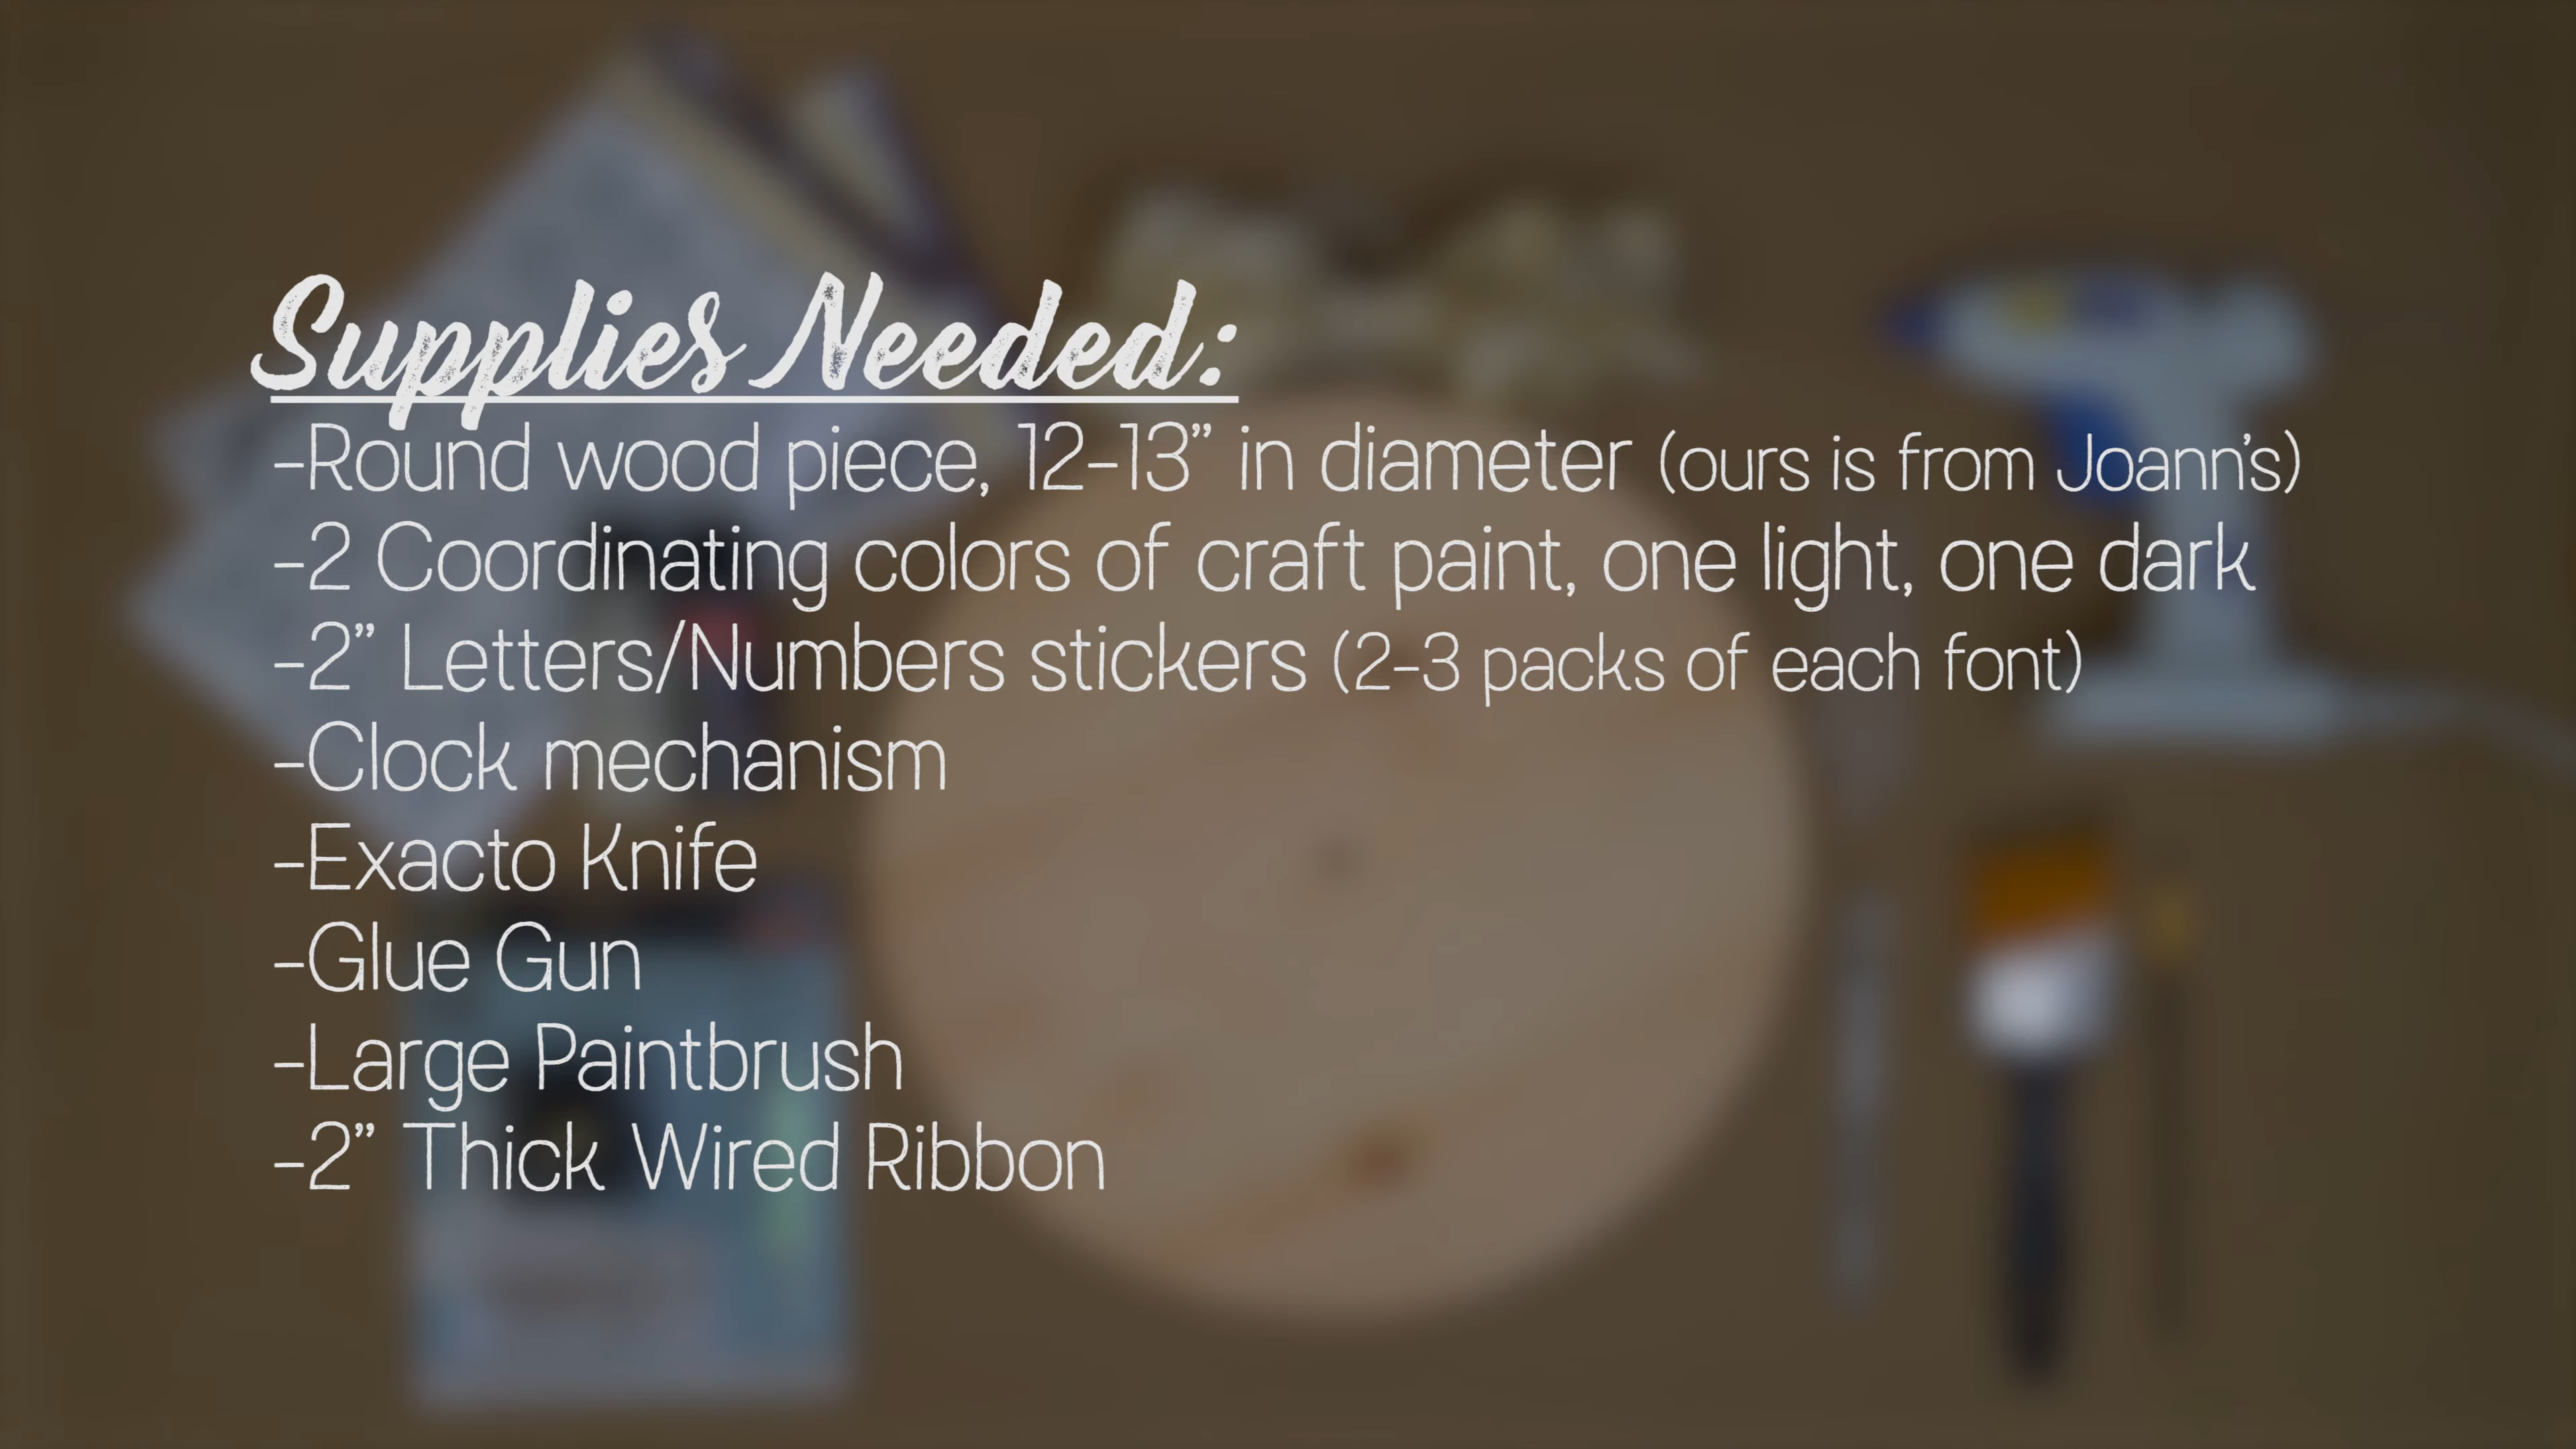 Supplies Needed:
-Round wood piece, 12-13” in diameter (ours is from Joann's)
-2 Coordinating colors of craft paint, one light, one dark
-2” Letters/Numbers stickers (2-3 packs of each font)
-Clock mechanism
-Exacto Knife
-Glue Gun
-Large Paintbrush
-2” Thick Wired Ribbon